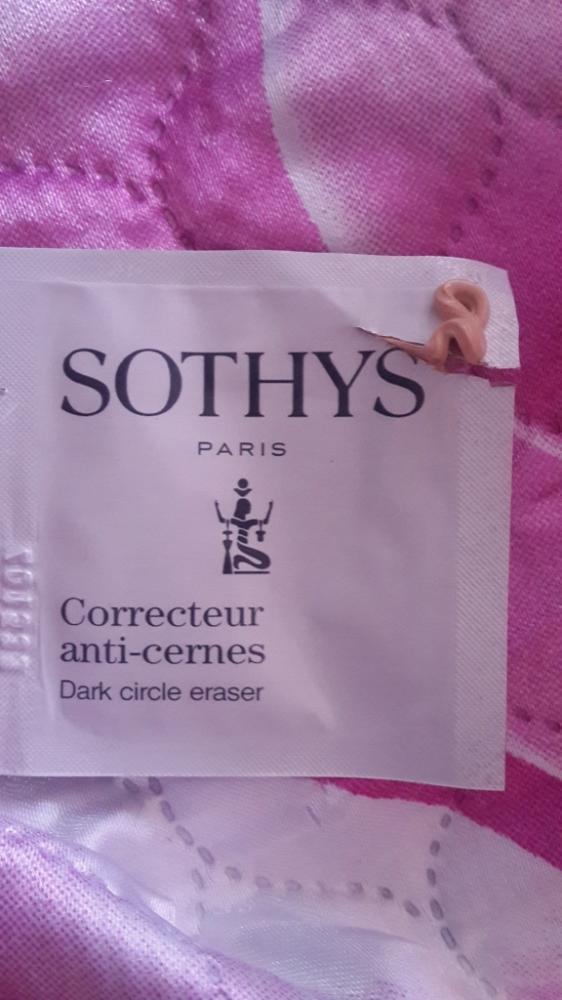 SOTHYS
PARIS
Correcteur
anti-cernes
Dark circle eraser